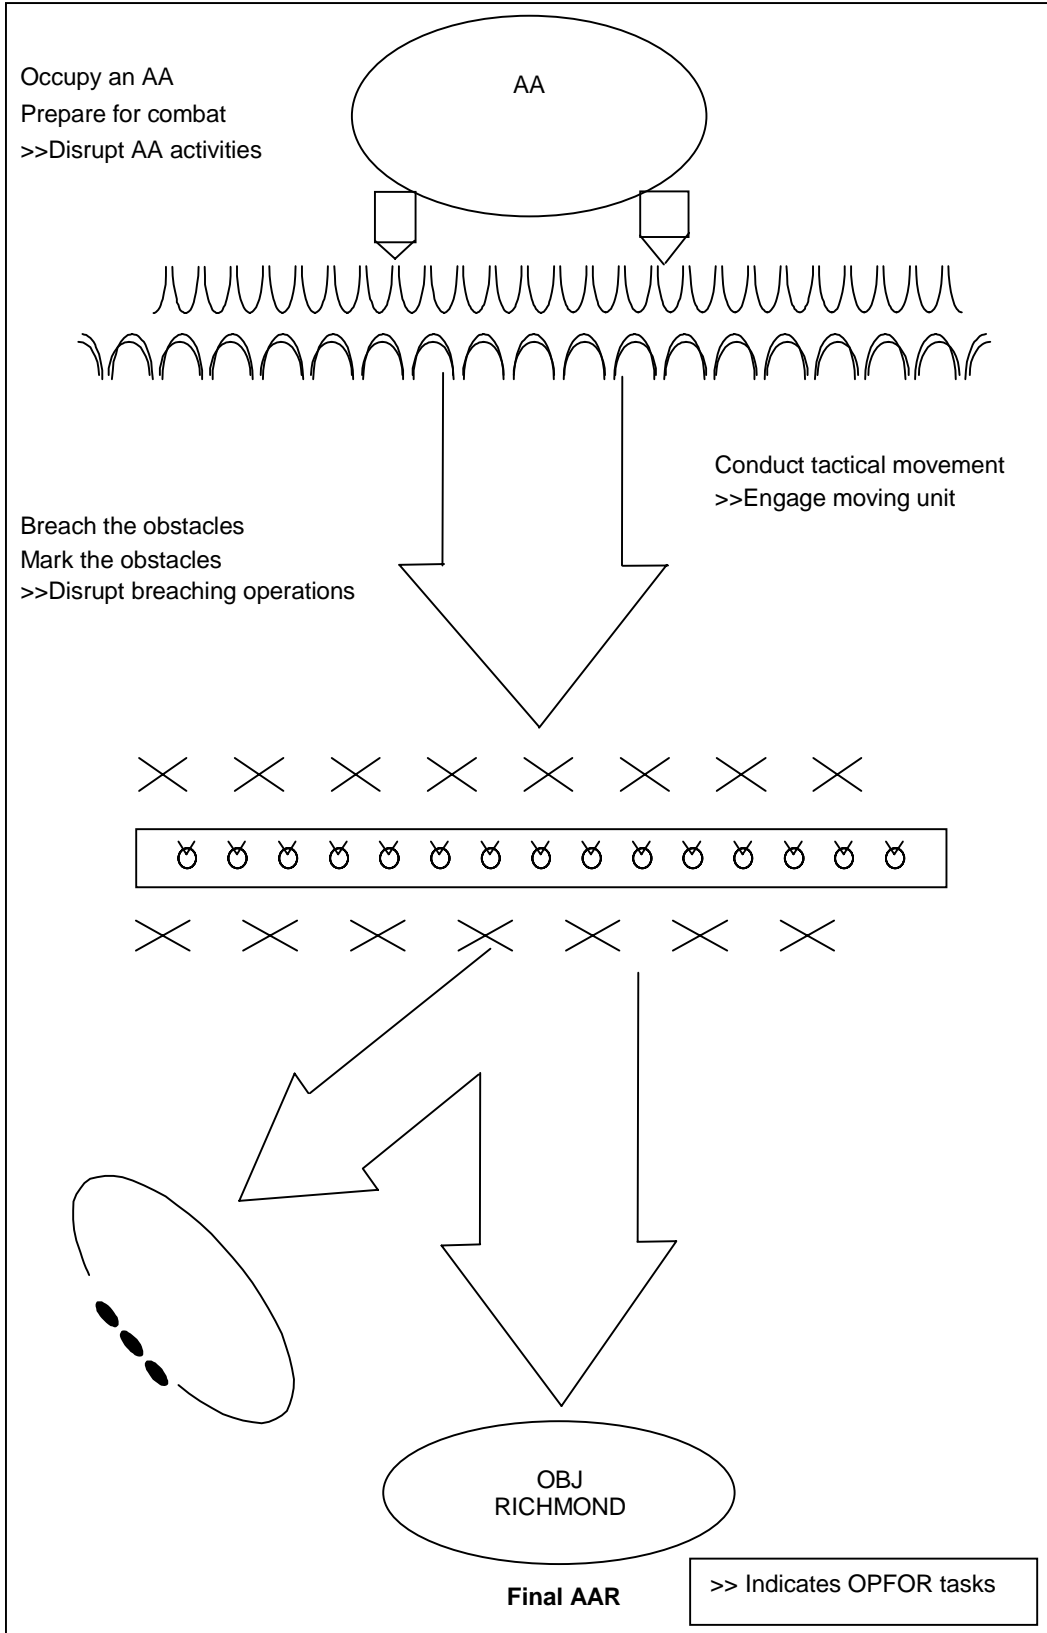 AA
Occupy an AA
Prepare for combat
>>Disrupt AA activities
Conduct tactical movement
>>Engage moving unit
Breach the obstacles
Mark the obstacles
>>Disrupt breaching operations
OBJ
RICHMOND
Final AAR
>> Indicates OPFOR tasks